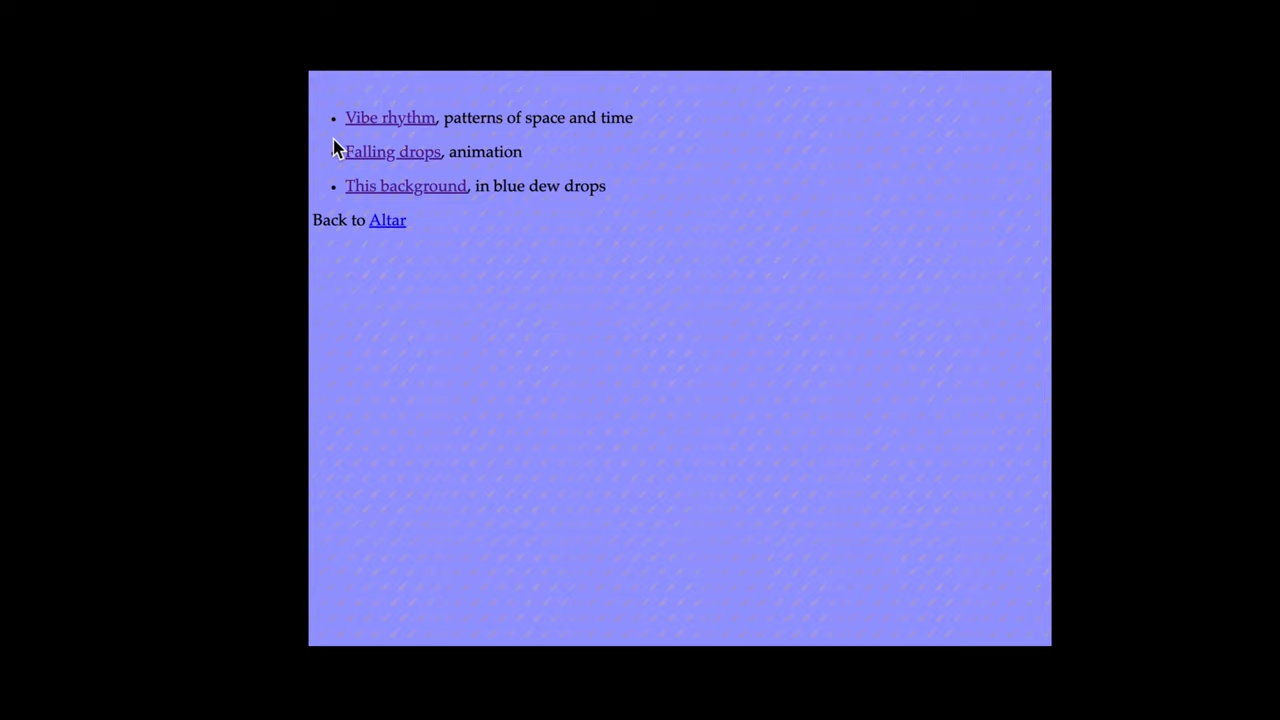 Vibe rhythm, patterns of space and time
Falling drops, animation
This background, in blue dew drops
Back to Altar